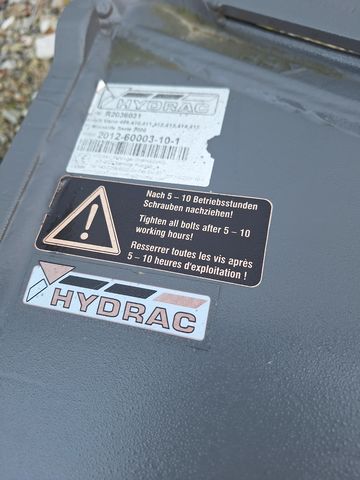 HYDRAC
R2036031
2012-60003-10-1
Nach 5 – 10 Betriebsstunden
Schrauben nachziehen!
Tighten all bolts after 5 – 10
working hours!
Resserrer toutes les vis après
5 – 10 heures d'exploitation !
HYDRAC